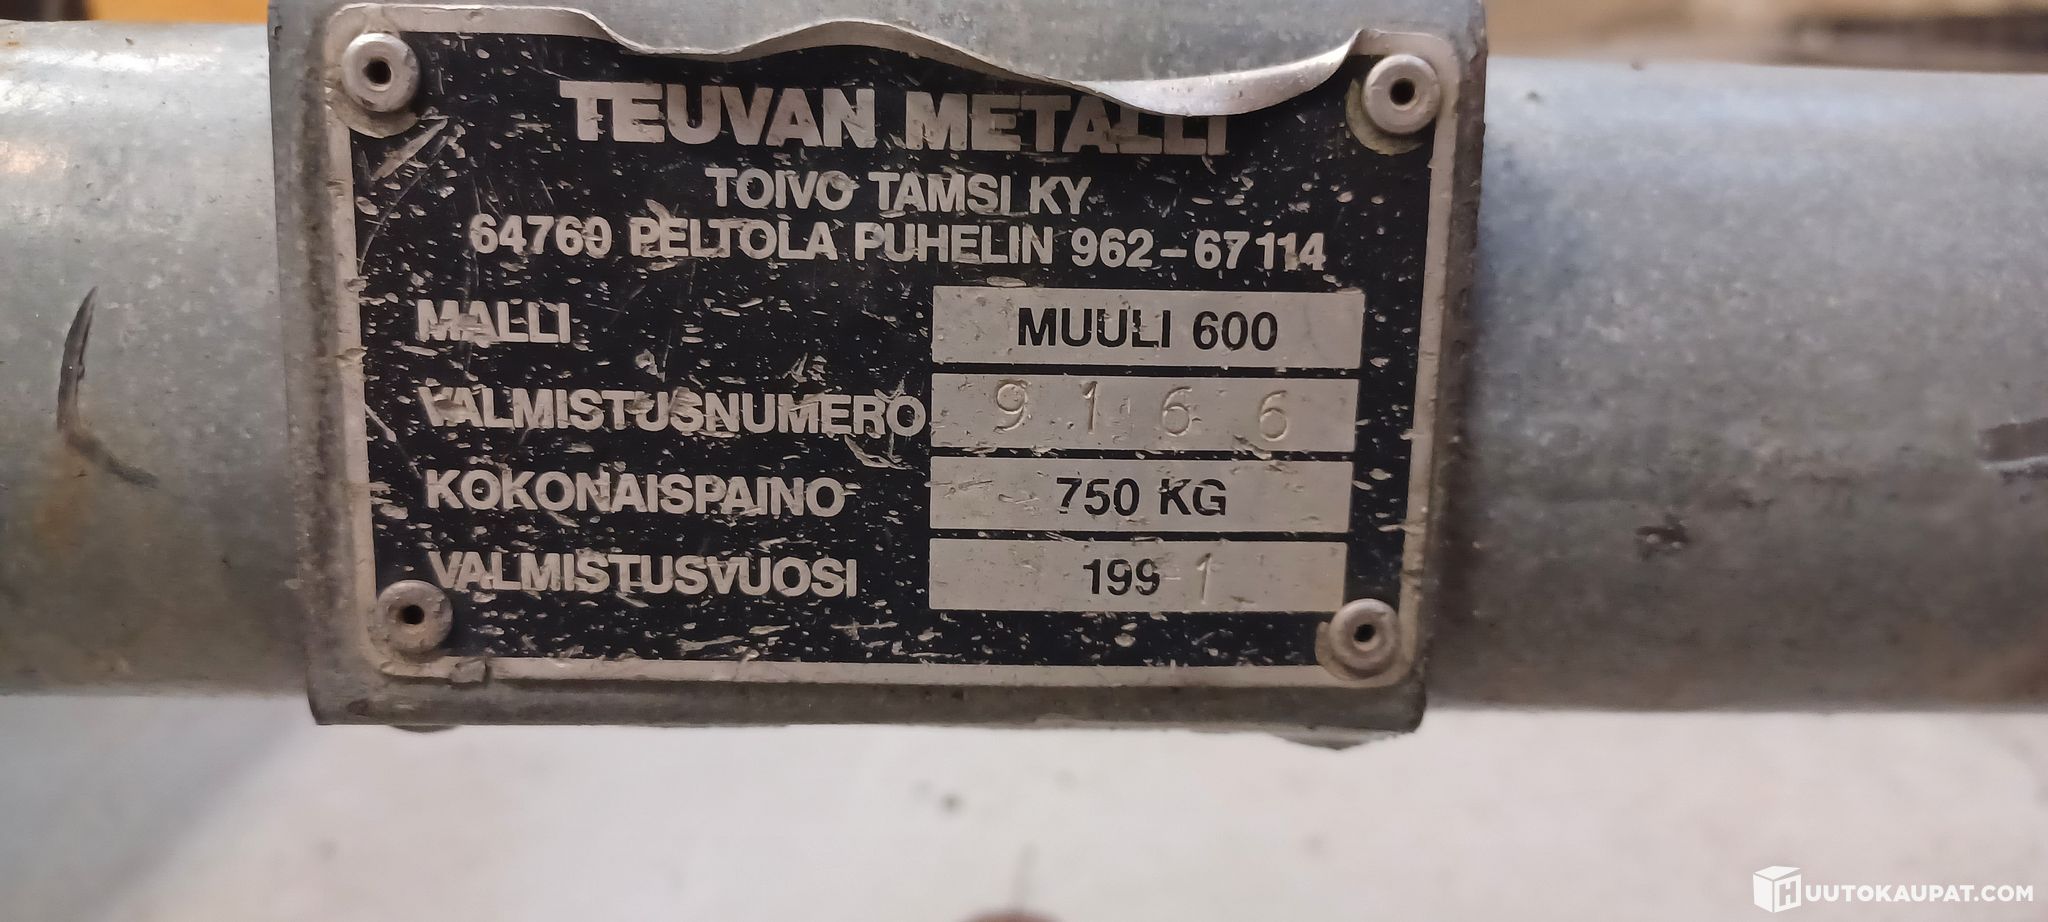 TEUVAN METALLI
TOIVO TAMSI KY
64760 PELTOLA PUHELIN 962-67114
MALLI MUULI 600
VALMISTUSNUMERO 9166
KOKONAISPAINO 750 KG
VALMISTUSVUOSI 1991
HUUTOKAUPAT.COM